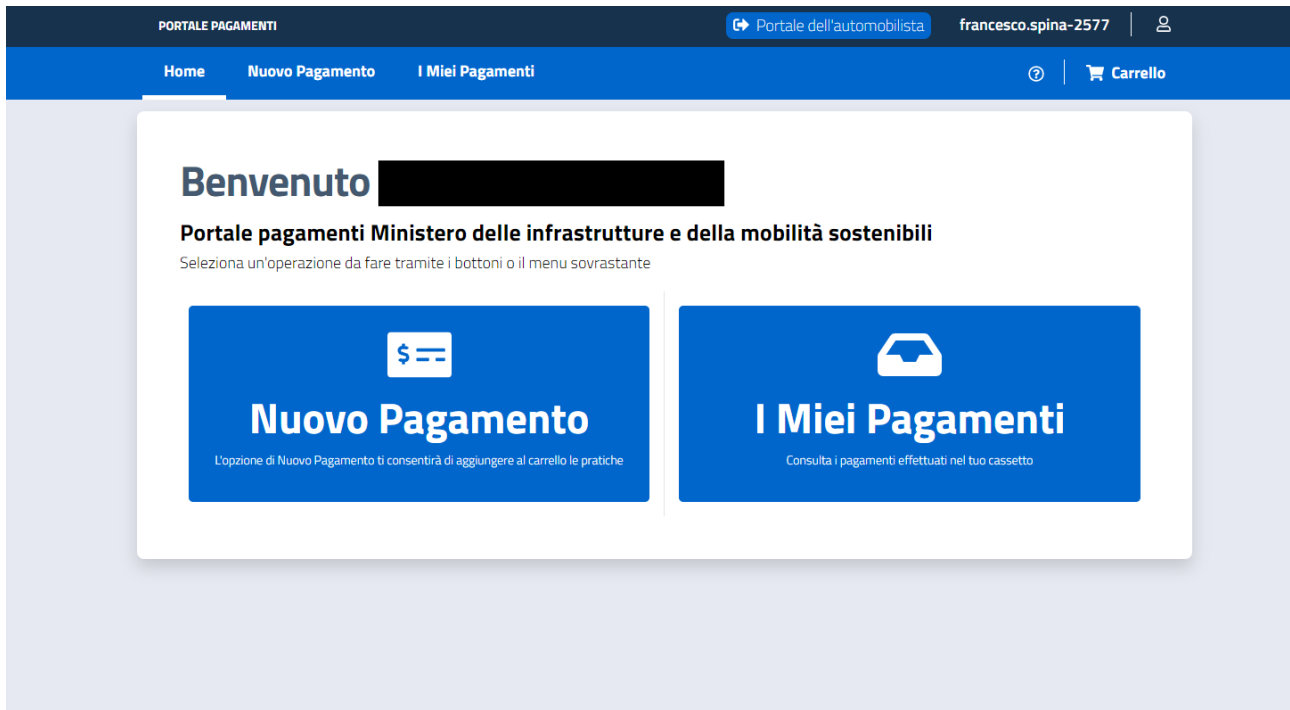 PORTALE PAGAMENTI
Portale dell'automobilista
francesco.spina-2577
Home
Nuovo Pagamento
I Miei Pagamenti
Carrello
Benvenuto
Portale pagamenti Ministero delle infrastrutture e della mobilità sostenibili
Seleziona un'operazione da fare tramite i bottoni o il menu sovrastante
Nuovo Pagamento
L'opzione di Nuovo Pagamento ti consentirà di aggiungere al carrello le pratiche
I Miei Pagamenti
Consulta i pagamenti effettuati nel tuo cassetto